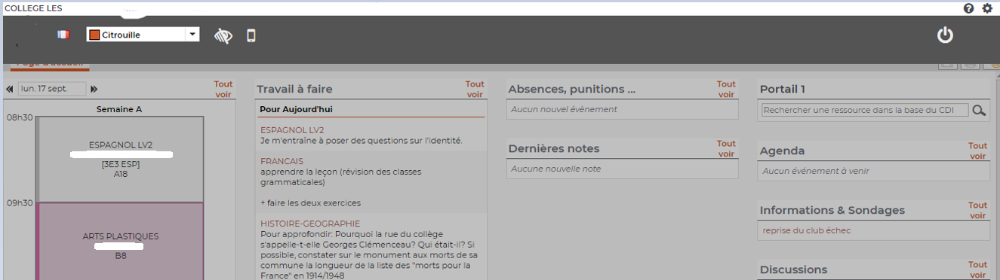 COLLEGE LES
Citrouille
Page d'accueil
lun. 17 sept.
Tout
voir
Semaine A
08h30
ESPAGNOL LV2
[3E3 ESP]
A18
09h30
ARTS PLASTIQUES
B8
Travail à faire
Tout
voir
Pour Aujourd'hui
ESPAGNOL LV2
Je m'entraîne à poser des questions sur l'identité.
FRANCAIS
apprendre la leçon (révision des classes
grammaticales)
+ faire les deux exercices
HISTOIRE-GEOGRAPHIE
Pour approfondir: Pourquoi la rue du collège
s'appelle-t-elle Georges Clémenceau? Qui était-il? Si
possible, constater sur le monument aux morts de sa
commune la longueur de la liste des "morts pour la
France" en 1914/1948
Absences, punitions ...
Tout
voir
Aucun nouvel évènement
Dernières notes
Tout
voir
Aucune nouvelle note
Portail 1
Rechercher une ressource dans la base du CDI
Agenda
Tout
voir
Aucun événement à venir
Informations & Sondages
Tout
voir
reprise du club échec
Discussions
Tout
voir